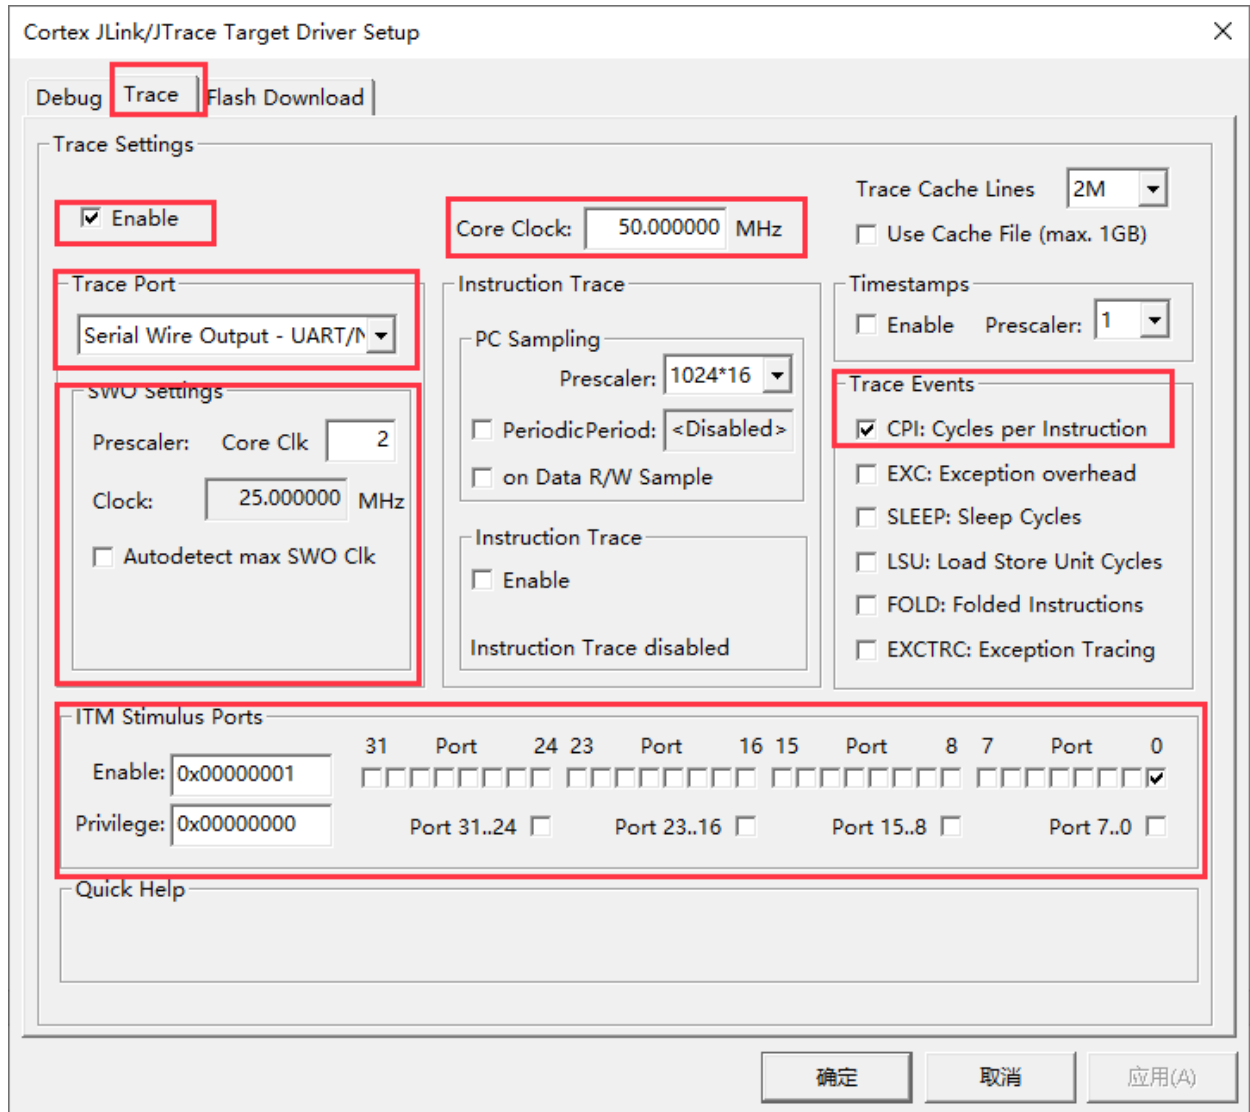 Cortex JLink/JTrace Target Driver Setup
Debug Trace Flash Download
Trace Settings
Enable
Core Clock: 50.000000 MHz
Trace Cache Lines 2M
Use Cache File (max. 1GB)
Trace Port
Serial Wire Output - UART/N
SWO Settings
Prescaler: Core Clk 2
Clock: 25.000000 MHz
Autodetect max SWO Clk
Instruction Trace
PC Sampling
Prescaler: 1024*16
PeriodicPeriod: <Disabled>
on Data R/W Sample
Instruction Trace
Enable
Instruction Trace disabled
Timestamps
Enable Prescaler: 1
Trace Events
CPI: Cycles per Instruction
EXC: Exception overhead
SLEEP: Sleep Cycles
LSU: Load Store Unit Cycles
FOLD: Folded Instructions
EXCTRC: Exception Tracing
ITM Stimulus Ports
31 Port 24 23 Port 16 15 Port 8 7 Port 0
Enable: 0x00000001
Privilege: 0x00000000 Port 31..24 Port 23..16 Port 15..8 Port 7..0
Quick Help
确定 取消 应用(A)